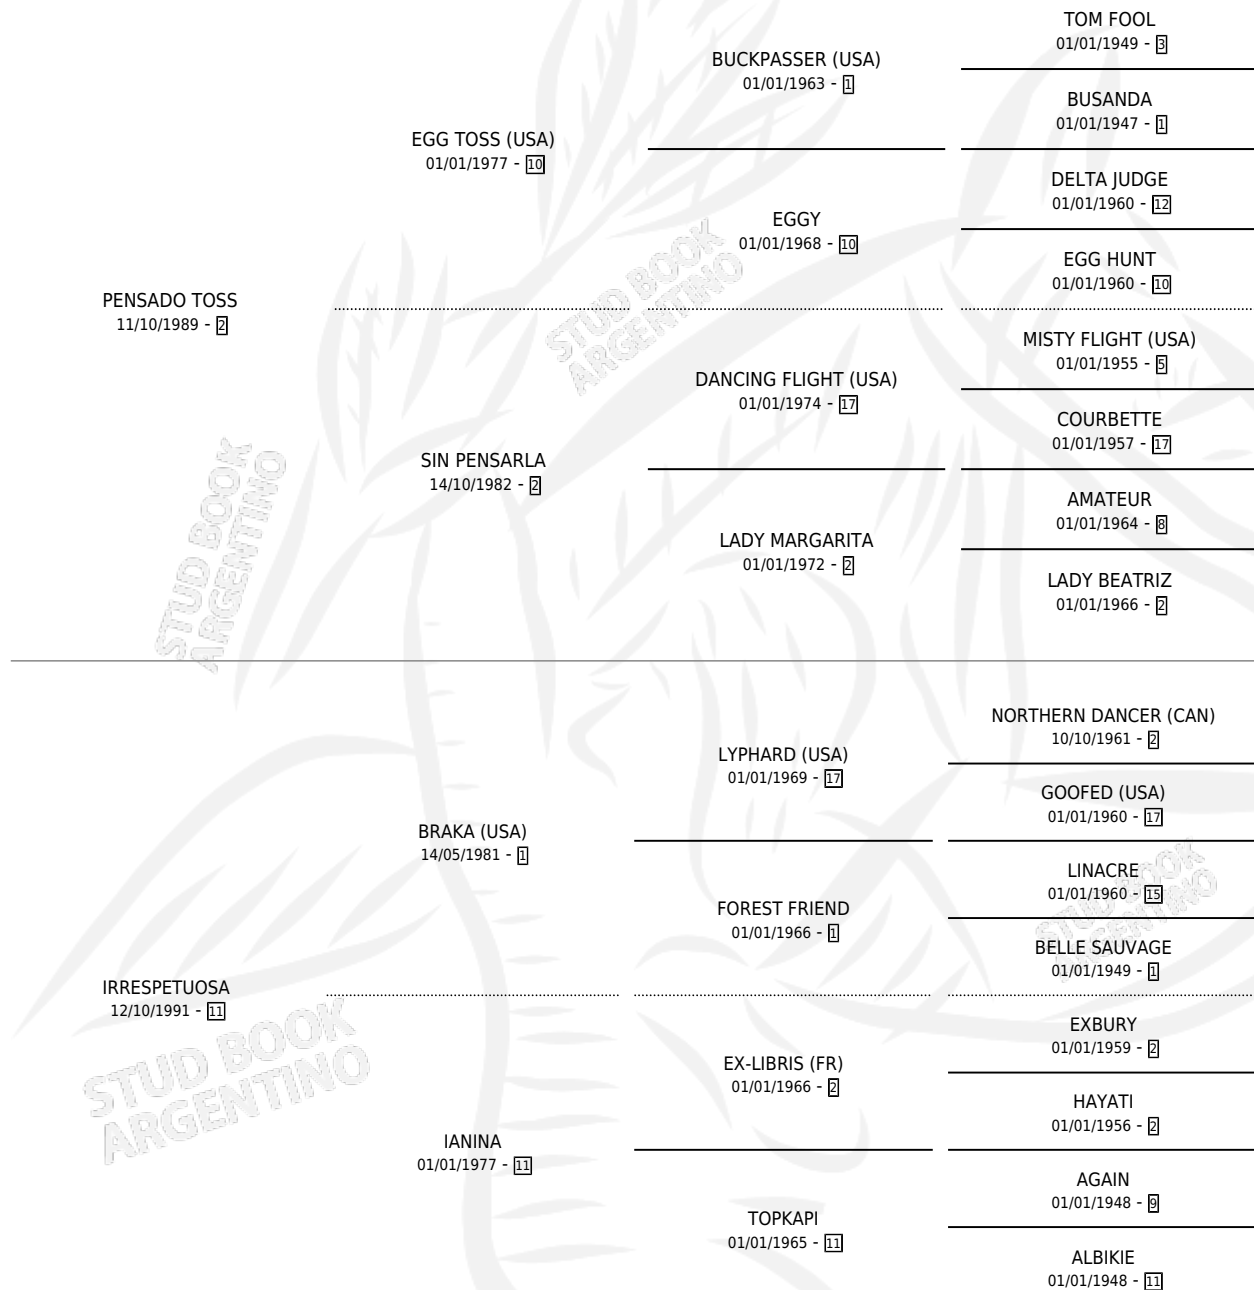 TOM FOOL
01/01/1949 - 3
BUCKPASSER (USA)
01/01/1963 - 1
BUSANDA
01/01/1947 - 1
EGG TOSS (USA)
01/01/1977 - 10
DELTA JUDGE
01/01/1960 - 12
EGGY
01/01/1968 - 10
EGG HUNT
01/01/1960 - 10
PENSADO TOSS
11/10/1989 - 2
STUD BOOK
ARGENTINO
MISTY FLIGHT (USA)
01/01/1955 - 5
DANCING FLIGHT (USA)
01/01/1974 - 17
COURBETTE
01/01/1957 - 17
SIN PENSARLA
14/10/1982 - 2
AMATEUR
01/01/1964 - 8
LADY MARGARITA
01/01/1972 - 2
LADY BEATRIZ
01/01/1966 - 2
STUD BOOK
ARGENTINO
NORTHERN DANCER (CAN)
10/10/1961 - 2
LYPHARD (USA)
01/01/1969 - 17
GOOFED (USA)
01/01/1960 - 17
BRAKA (USA)
14/05/1981 - 1
LINACRE
01/01/1960 - 15
FOREST FRIEND
01/01/1966 - 1
BELLE SAUVAGE
01/01/1949 - 1
STUD BOOK
ARGENTINO
IRRESPETUOSA
12/10/1991 - 11
EXBURY
01/01/1959 - 2
EX-LIBRIS (FR)
01/01/1966 - 2
HAYATI
01/01/1956 - 2
STUD BOOK
ARGENTINO
IANINA
01/01/1977 - 11
AGAIN
01/01/1948 - 9
TOPKAPI
01/01/1965 - 11
ALBIKIE
01/01/1948 - 11